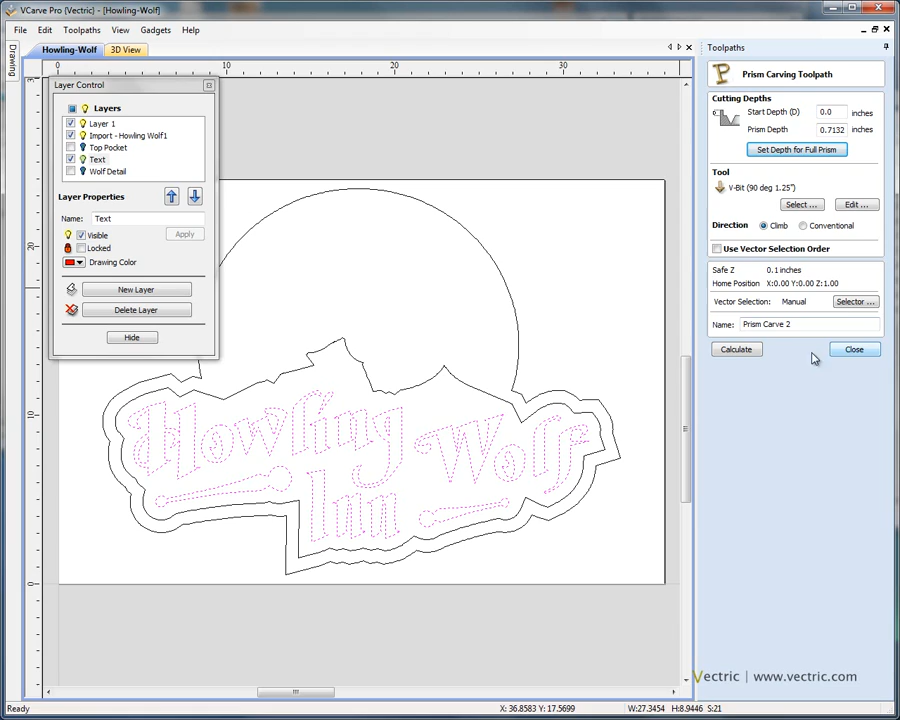 VCarve Pro {Vectric} - [Howling-Wolf]
File Edit Toolpaths View Gadgets Help
Drawing
Howling-Wolf 3D View
Layer Control
Layers
Layer 1
Import - Howling Wolf1
Top Pocket
Text
Wolf Detail
Layer Properties
Name: Text
Visible Apply
Locked
Drawing Color
New Layer
Delete Layer
Hide
0 10 20 30
20
10
0
Howling Wolf
Inn
Toolpaths
Prism Carving Toolpath
Cutting Depths
Start Depth (D) 0.0 inches
Prism Depth 0.7132 inches
Set Depth for Full Prism
Tool
V-Bit (90 deg 1.25")
Select ... Edit ...
Direction Climb Conventional
Use Vector Selection Order
Safe Z 0.1 inches
Home Position X:0.00 Y:0.00 Z:1.00
Vector Selection: Manual Selector ...
Name: Prism Carve 2
Calculate Close
Vectric | www.vectric.com
Ready X: 36.8583 Y: 17.5699 W:27.3454 H:8.9446 S:21